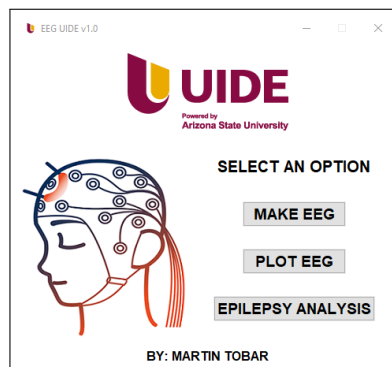 EEG UIDE v1.0
UIDE
Powered by
Arizona State University
SELECT AN OPTION
MAKE EEG
PLOT EEG
EPILEPSY ANALYSIS
BY: MARTIN TOBAR